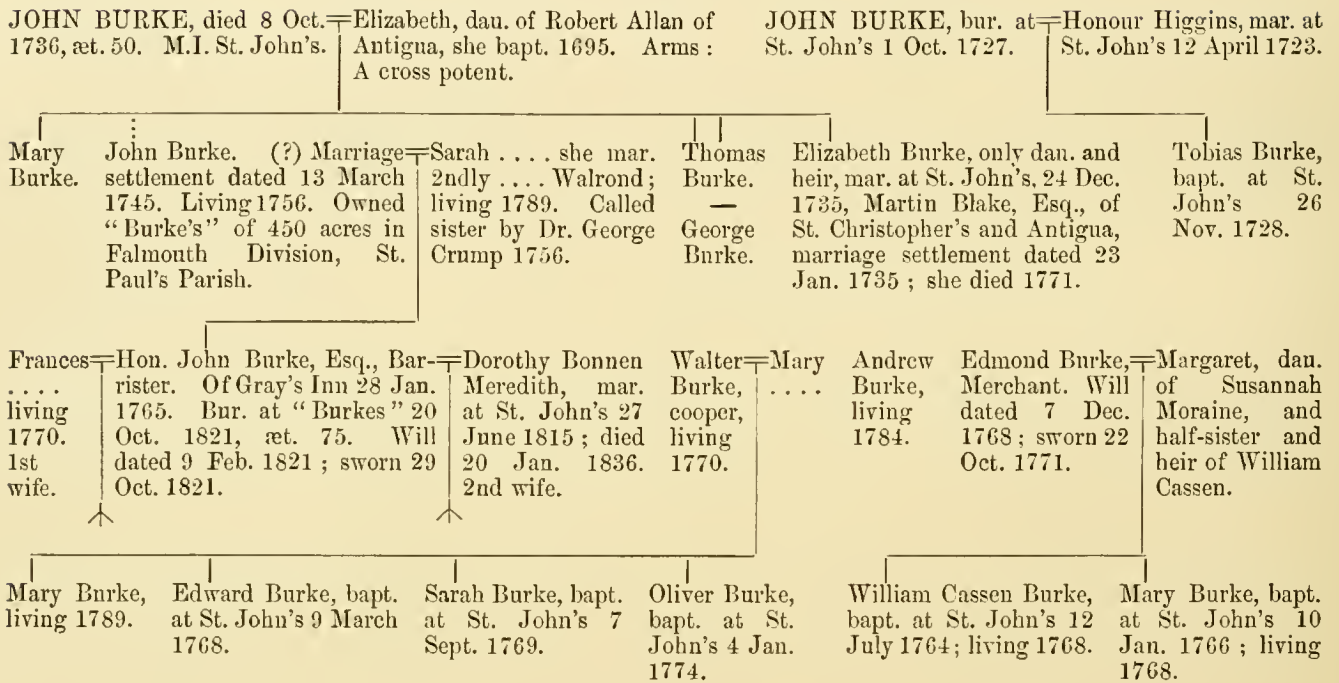 JOHN BURKE, died 8 Oct.
1736, æt. 50. M.I. St. John's.
Elizabeth, dau. of Robert Allan of
Antigua, she bapt. 1695. Arms :
A cross potent.
JOHN BURKE, bur. at
St. John's 1 Oct. 1727.
Honour Higgins, mar. at
St. John's 12 April 1723.
Mary
Burke.
John Burke. (?) Marriage
settlement dated 13 March
1745. Living 1756. Owned
"Burke's" of 450 acres in
Falmouth Division, St.
Paul's Parish.
Sarah . . . . she mar.
2ndly . . . . Walrond ;
living 1789. Called
sister by Dr. George
Crump 1756.
Thomas
Burke.
—
George
Burke.
Elizabeth Burke, only dau. and
heir, mar. at St. John's, 24 Dec.
1735, Martin Blake, Esq., of
St. Christopher's and Antigua,
marriage settlement dated 23
Jan. 1735 ; she died 1771.
Tobias Burke,
bapt. at St.
John's 26
Nov. 1728.
Frances
. . . .
living
1770.
1st
wife.
Hon. John Burke, Esq., Bar-
rister. Of Gray's Inn 28 Jan.
1765. Bur. at "Burkes" 20
Oct. 1821, æt. 75. Will
dated 9 Feb. 1821 ; sworn 29
Oct. 1821.
Dorothy Bonnen
Meredith, mar.
at St. John's 27
June 1815 ; died
20 Jan. 1836.
2nd wife.
Walter
Burke,
cooper,
living
1770.
Mary
. . . .
Andrew
Burke,
living
1784.
Edmond Burke,
Merchant. Will
dated 7 Dec.
1768 ; sworn 22
Oct. 1771.
Margaret, dau.
of Susannah
Moraine, and
half-sister and
heir of William
Cassen.
Mary Burke,
living 1789.
Edward Burke, bapt.
at St. John's 9 March
1768.
Sarah Burke, bapt.
at St. John's 7
Sept. 1769.
Oliver Burke,
bapt. at St.
John's 4 Jan.
1774.
William Cassen Burke,
bapt. at St. John's 12
July 1764 ; living 1768.
Mary Burke, bapt.
at St. John's 10
Jan. 1766 ; living
1768.